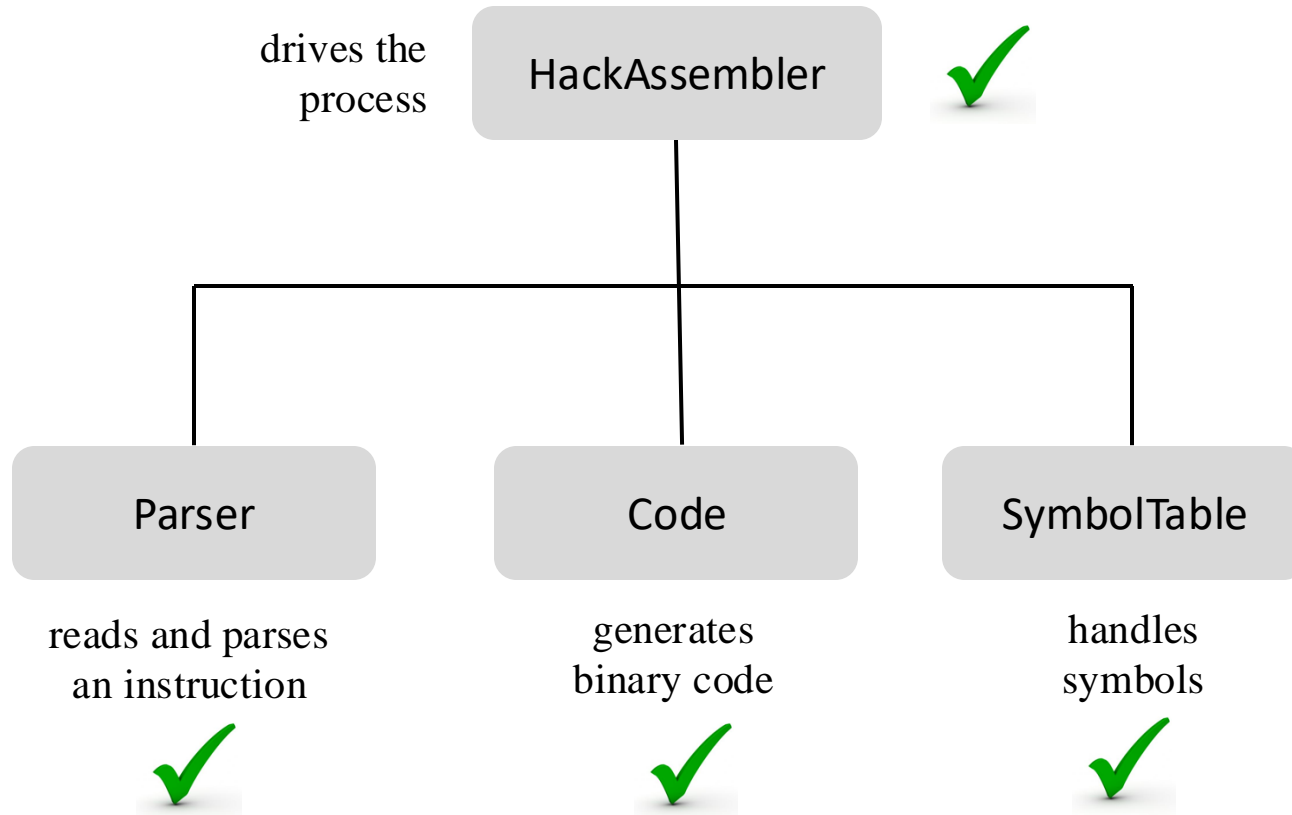 drives the
process
HackAssembler
Parser
Code
SymbolTable
reads and parses
an instruction
generates
binary code
handles
symbols